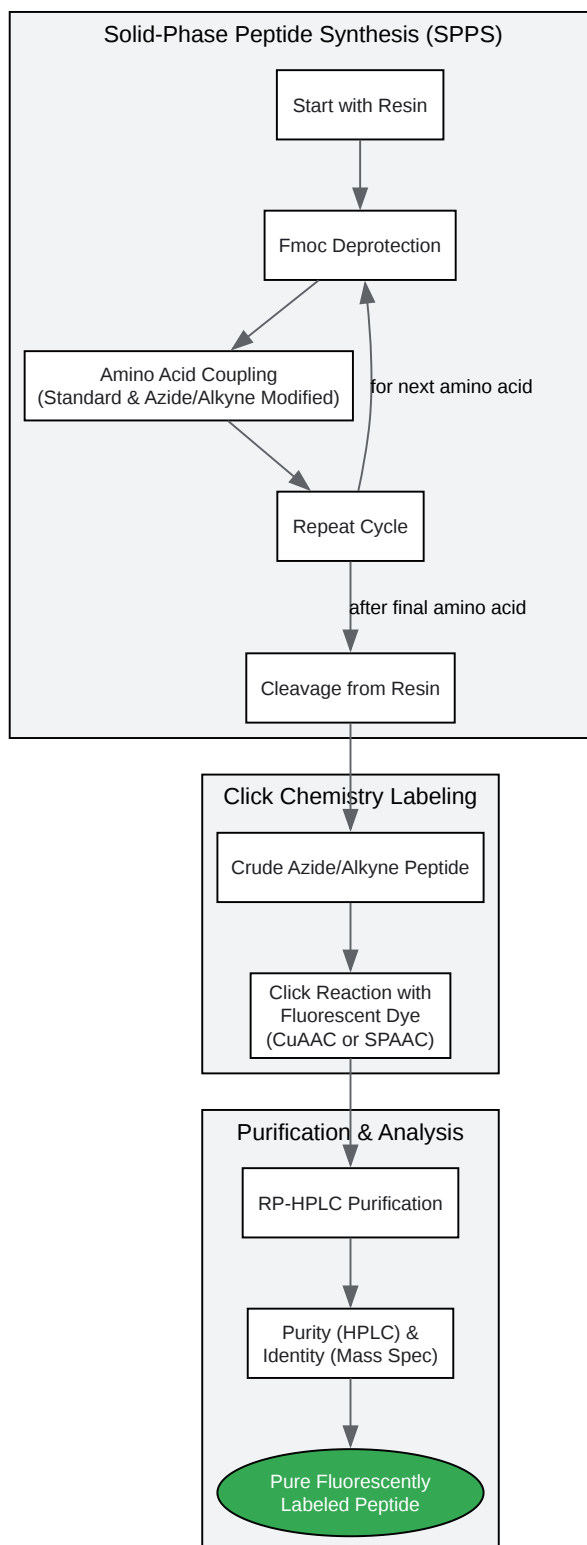 Solid-Phase Peptide Synthesis (SPPS)
Start with Resin
Fmoc Deprotection
Amino Acid Coupling
(Standard & Azide/Alkyne Modified)
for next amino acid
Repeat Cycle
after final amino acid
Cleavage from Resin
Click Chemistry Labeling
Crude Azide/Alkyne Peptide
Click Reaction with
Fluorescent Dye
(CuAAC or SPAAC)
Purification & Analysis
RP-HPLC Purification
Purity (HPLC) &
Identity (Mass Spec)
Pure Fluorescently
Labeled Peptide